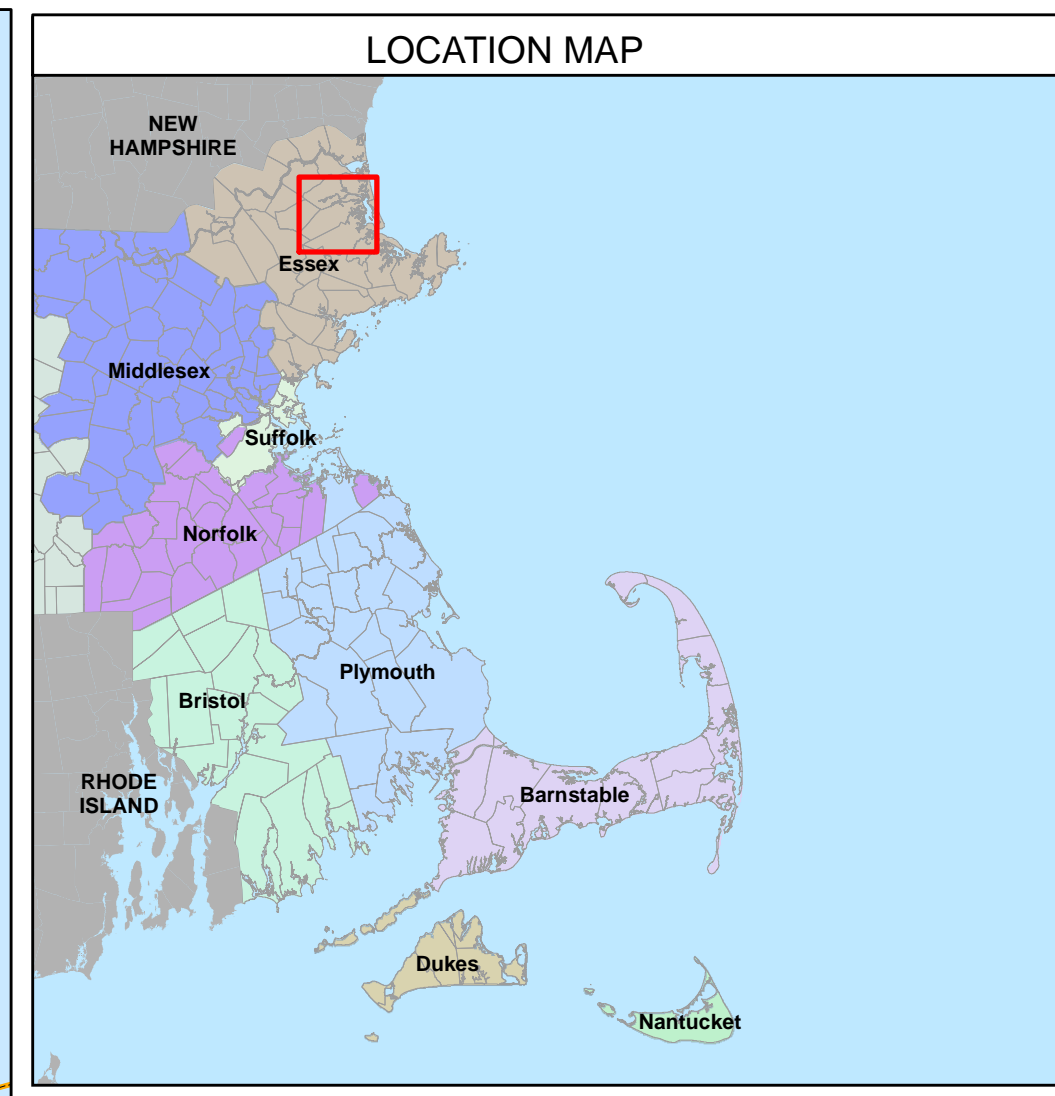 LOCATION MAP
NEW
HAMPSHIRE
Essex
Middlesex
Suffolk
Norfolk
Plymouth
Bristol
RHODE
ISLAND
Barnstable
Dukes
Nantucket